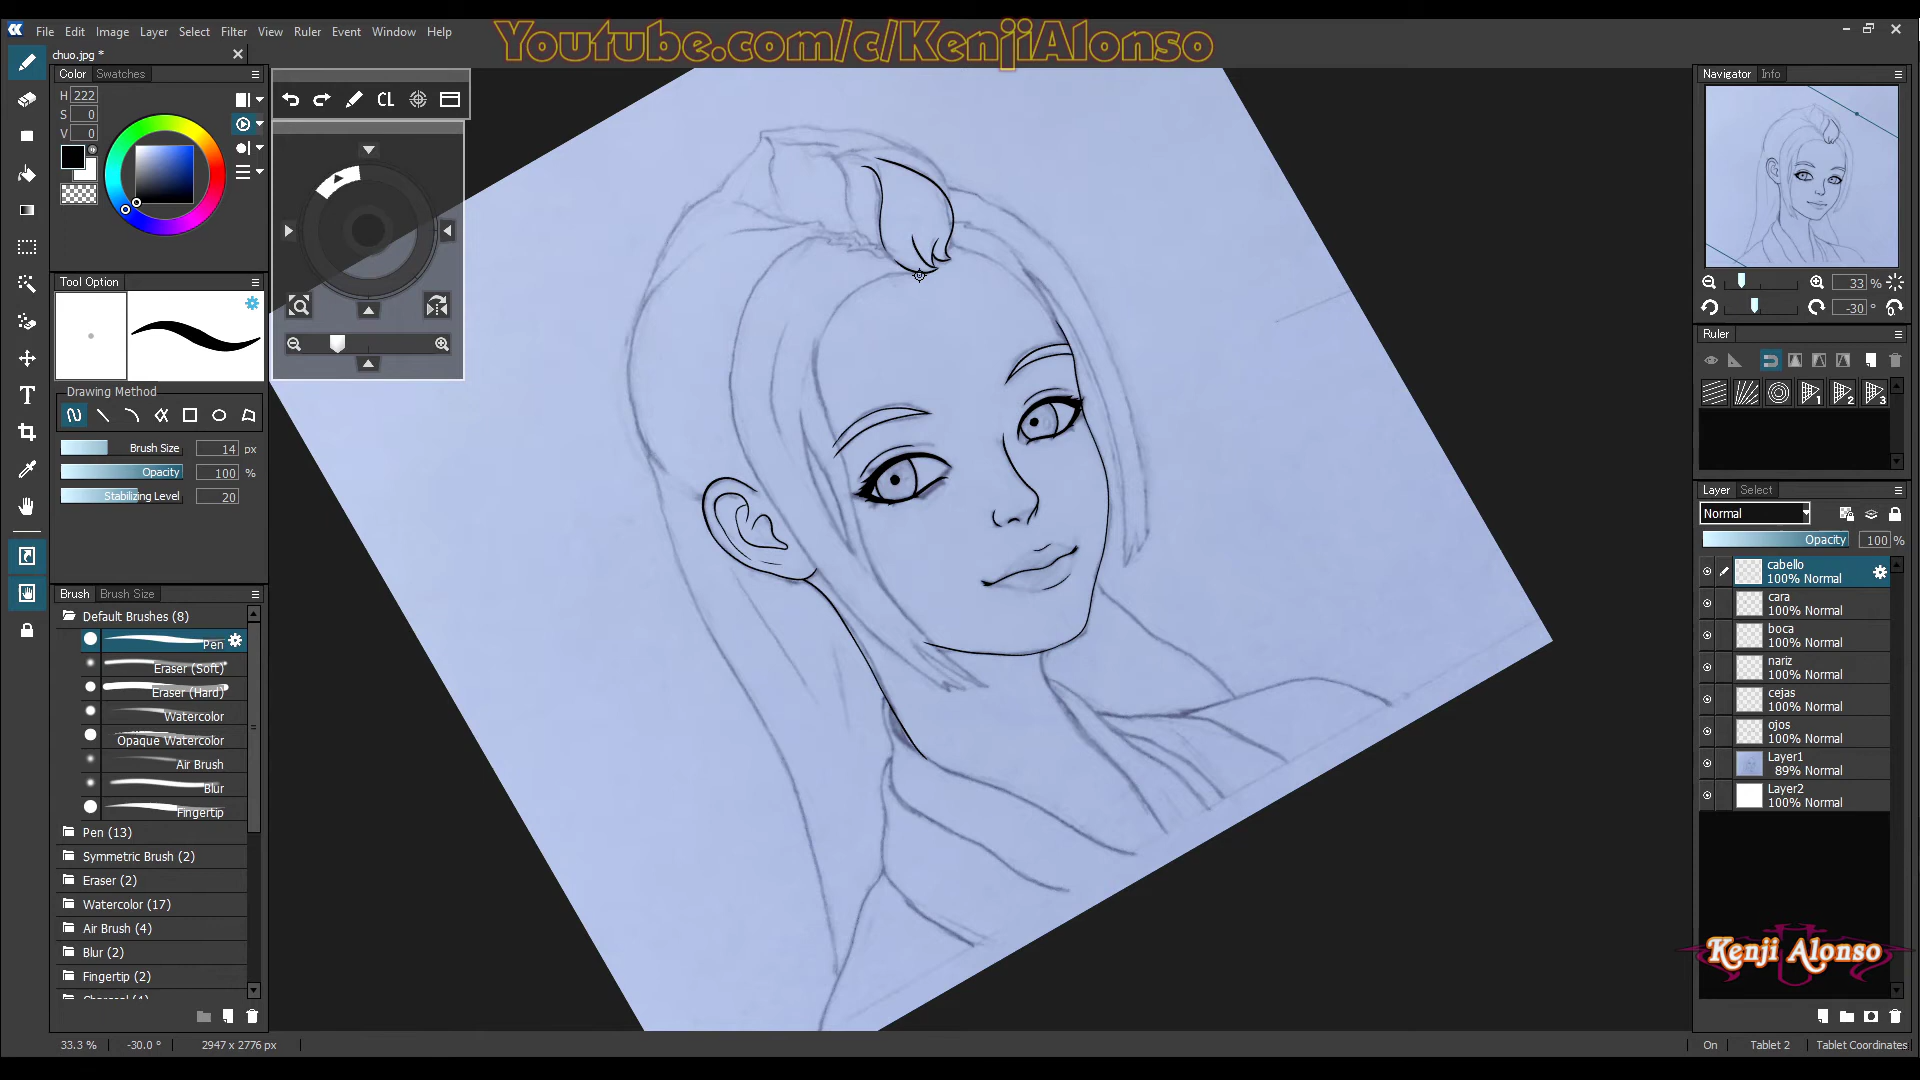 Youtube.com/c/KenjiAlonso
File Edit Image Layer Select Filter View Ruler Event Window Help
chuo.jpg *
Color Swatches
H 222
S 0
V 0
CL
Tool Option
Drawing Method
Brush Size 14 px
Opacity 100 %
Stabilizing Level 20
Brush Brush Size
Default Brushes (8)
Pen
Eraser (Soft)
Eraser (Hard)
Watercolor
Opaque Watercolor
Air Brush
Blur
Fingertip
Pen (13)
Symmetric Brush (2)
Eraser (2)
Watercolor (17)
Air Brush (4)
Blur (2)
Fingertip (2)
33.3 % -30.0 ° 2947 x 2776 px
Navigator Info
33 %
-30 °
Ruler
1 2 3
Layer Select
Normal
Opacity 100 %
cabello
100% Normal
cara
100% Normal
boca
100% Normal
nariz
100% Normal
cejas
100% Normal
ojos
100% Normal
Layer1
89% Normal
Layer2
100% Normal
Kenji Alonso
On Tablet 2 Tablet Coordinates